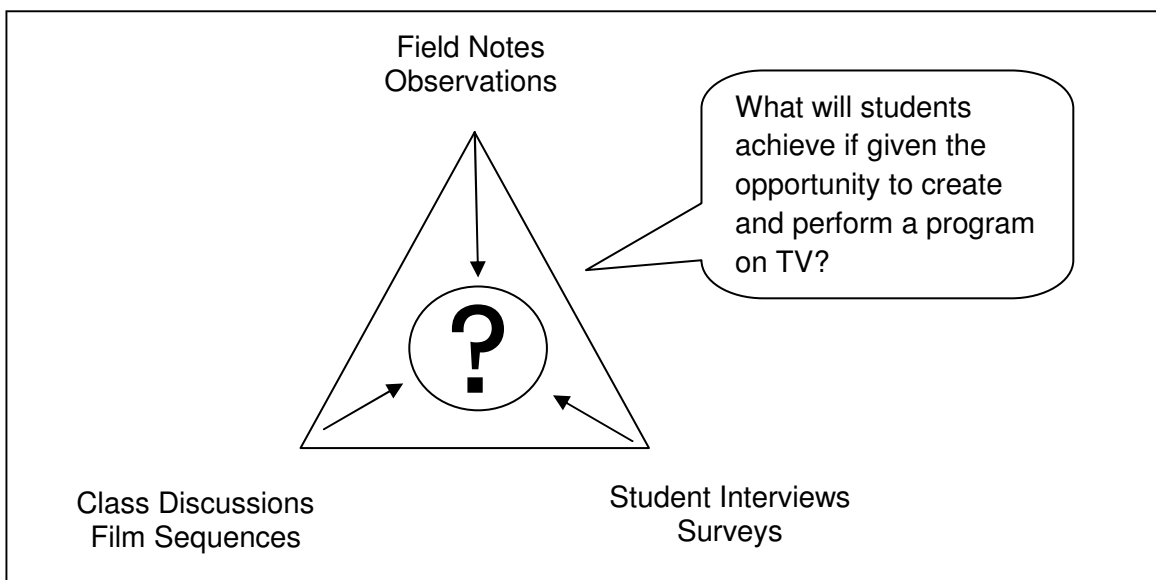 Field Notes
Observations
What will students
achieve if given the
opportunity to create
and perform a program
on TV?
?
Class Discussions
Film Sequences
Student Interviews
Surveys